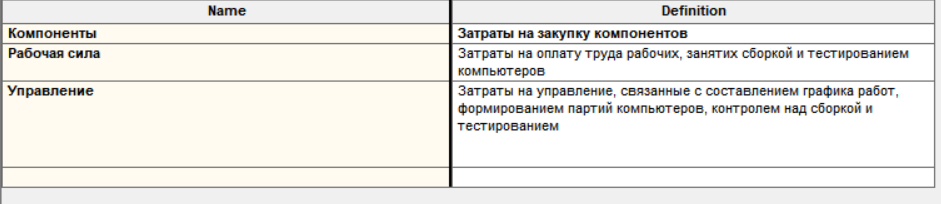 Name Definition
Компоненты Затраты на закупку компонентов
Рабочая сила Затраты на оплату труда рабочих, занятих сборкой и тестированием
компьютеров
Управление Затраты на управление, связанные с составлением графика работ,
формированием партий компьютеров, контролем над сборкой и
тестированием